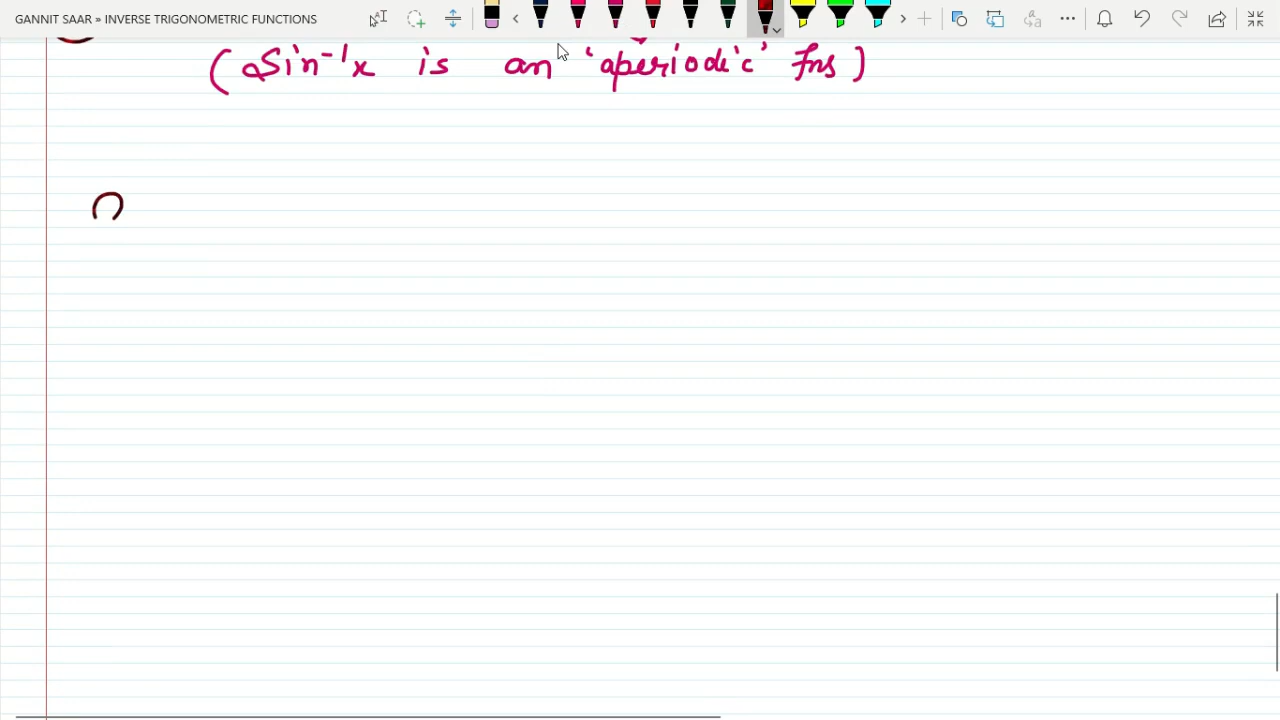 GANNIT SAAR » INVERSE TRIGONOMETRIC FUNCTIONS
( Sin⁻¹x is an 'aperiodic' fns )